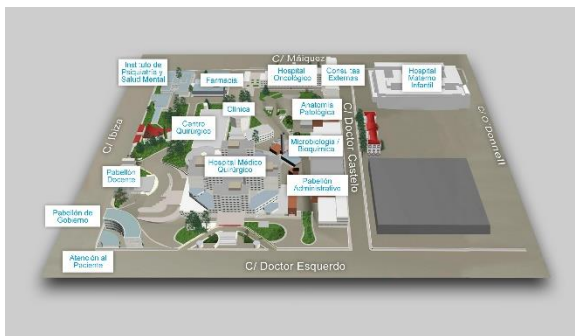 C/ Máiquez
Instituto de
Psiquiatría y
Salud Mental
Farmacia
Hospital
Oncológico
Consultas
Externas
Hospital
Materno
Infantil
Clínica
Anatomía
Patológica
Centro
Quirúrgico
C/ Ibiza
C/ Doctor Castelo
C/ O'Donnell
Microbiología /
Bioquímica
Hospital Médico
Quirúrgico
Pabellón
Docente
Pabellón
Administrativo
Pabellón de
Gobierno
Atención al
Paciente
C/ Doctor Esquerdo